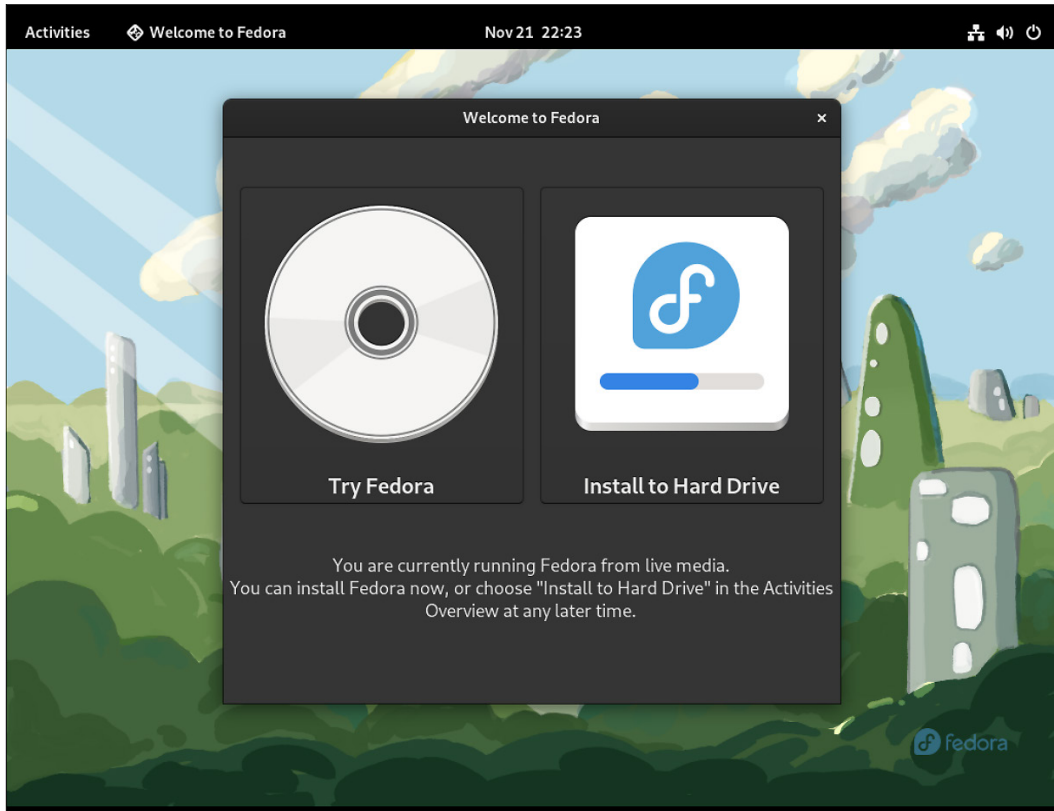 Activities Welcome to Fedora Nov 21 22:23
Welcome to Fedora
Try Fedora Install to Hard Drive
You are currently running Fedora from live media.
You can install Fedora now, or choose "Install to Hard Drive" in the Activities
Overview at any later time.
fedora